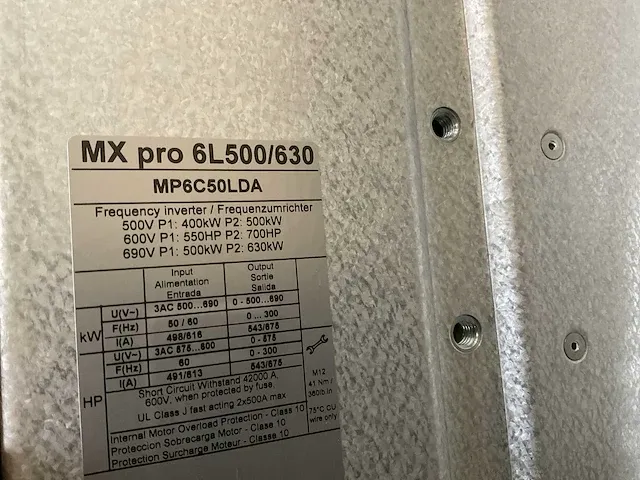 MX pro 6L500/630
MP6C50LDA
Frequency inverter / Frequenzumrichter
500V P1: 400kW P2: 500kW
600V P1: 550HP P2: 700HP
690V P1: 500kW P2: 630kW
Input Output
Alimentation Sortie
Entrada Salida
kW U(V~) 3AC 500...690 0 - 500...690
F(Hz) 50 / 60 0 ... 300
I(A) 498/616 543/675
HP U(V~) 3AC 575...600 0 - 575
F(Hz) 60 0 - 300
I(A) 491/613 543/675
Short Circuit Withstand 42000 A,
600V, when protected by fuse,
UL Class J fast acting 2x500A max
M12
41 Nm /
360lb.in
75°C CU
wire only
Internal Motor Overload Protection - Class 10
Proteccion Sobrecarga Motor - Clase 10
Protection Surcharge Moteur - Classe 10